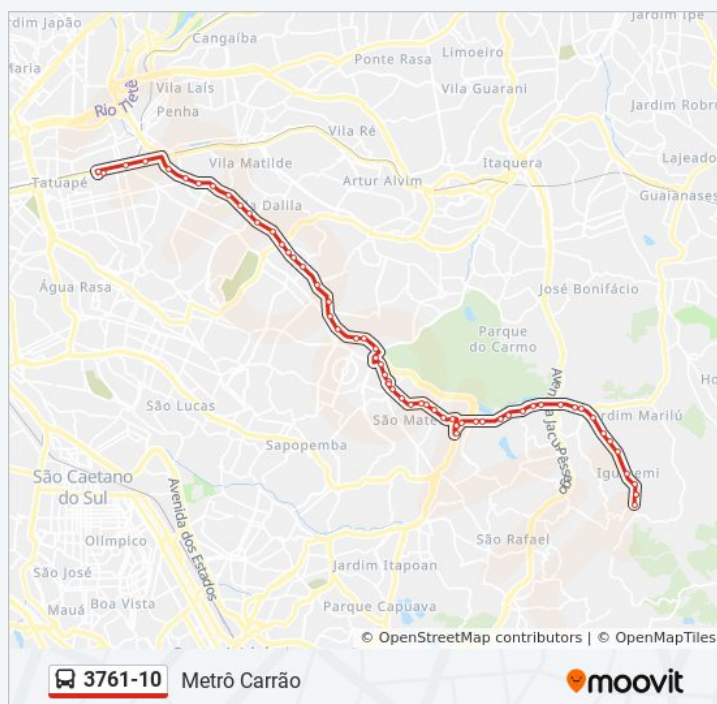 Jardim Japão
Cangaíba
Jardim Ipê
Limoeiro
Ponte Rasa
Maria
Vila Laís
Vila Guarani
Rio Tietê
Penha
Jardim Robru
Vila Ré
Vila Matilde
Itaquera
Lajeado
Tatuapé
Artur Alvim
Guaianases
Vila Dalila
Água Rasa
José Bonifácio
Parque
do Carmo
Avenida Jacu-Pêssego
São Lucas
São Mateus
Jardim Marilú
Sapopemba
Iguatemi
São Caetano
do Sul
Avenida dos Estados
Olímpico
São Rafael
São José
Jardim Itapoan
Mauá
Boa Vista
Parque Capuava
© OpenStreetMap contributors | © OpenMapTiles
3761-10
Metrô Carrão
moovit